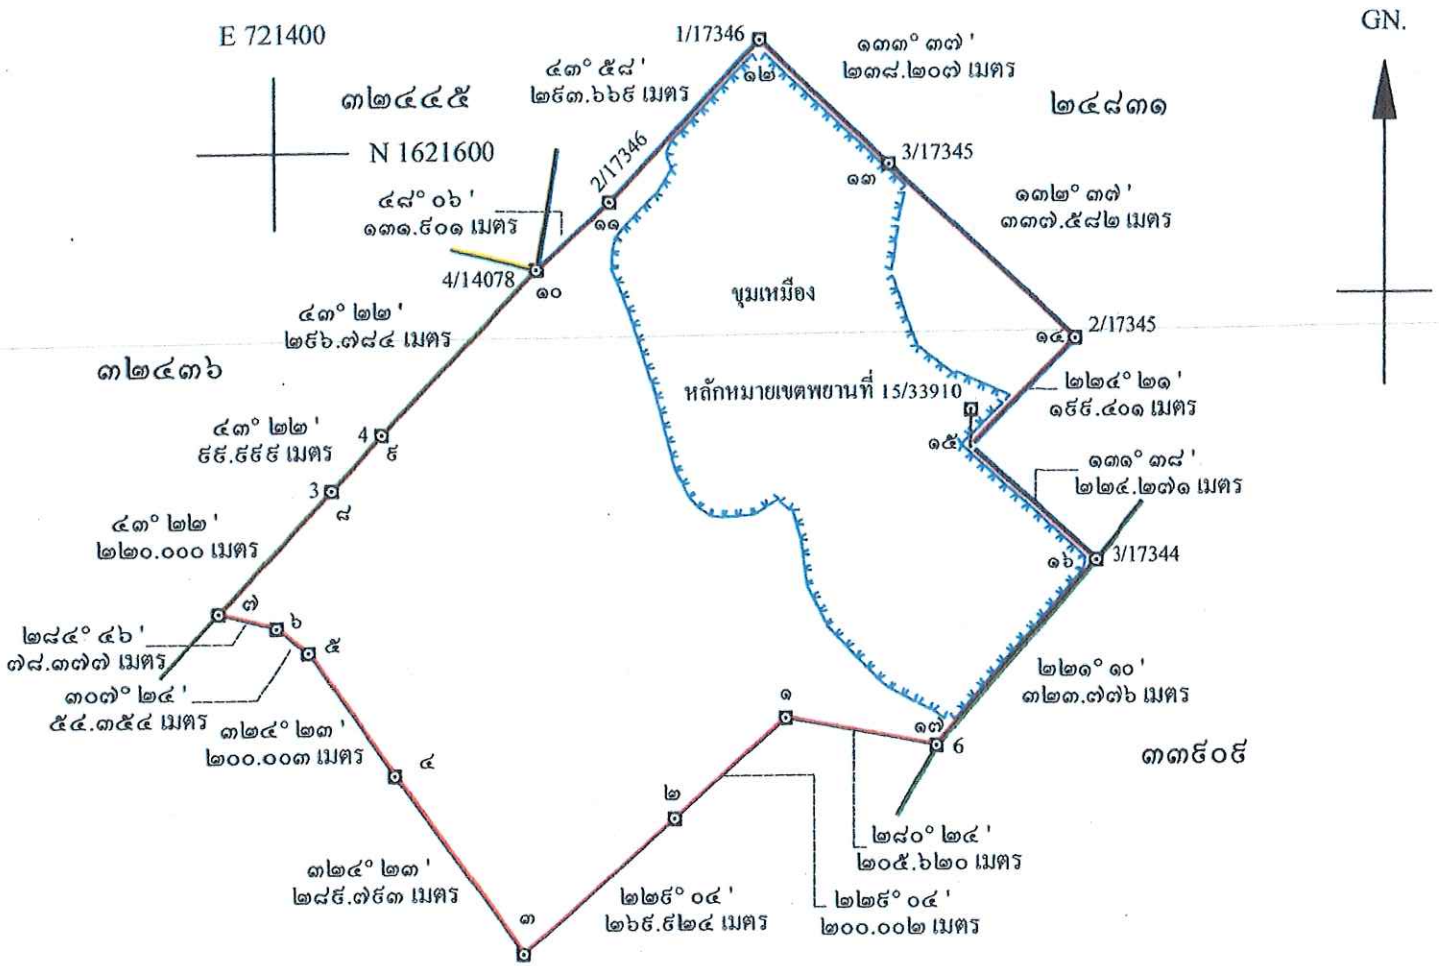 E 721400
1/17346
๑๓๓° ๓๗'
๒๓๘.๒๐๗ เมตร
GN.
๔๓° ๕๘'
๒๙๓.๖๖๙ เมตร
๑๒
๓๒๔๔๕
๒๔๘๓๑
N 1621600
2/17346
3/17345
๑๓
๔๘° ๐๖'
๑๓๑.๙๐๑ เมตร
๑๑
๑๓๒° ๓๗'
๓๓๗.๕๘๒ เมตร
4/14078
๑๐
ขุมเหมือง
๔๓° ๒๒'
๒๙๖.๗๘๔ เมตร
๑๔
2/17345
๓๒๔๓๖
หลักหมายเขตพยานที่ 15/33910
๒๒๔° ๒๑'
๑๙๙.๔๐๑ เมตร
๔๓° ๒๒'
๙๙.๙๙๙ เมตร
4
๙
๑๕
๑๓๑° ๓๘'
๒๒๔.๒๗๑ เมตร
3
๘
๔๓° ๒๒'
๒๒๐.๐๐๐ เมตร
๑๖
3/17344
๗
๖
๒๘๔° ๔๖'
๗๘.๓๗๗ เมตร
๕
๓๐๗° ๒๔'
๕๔.๓๕๔ เมตร
๒๒๑° ๑๐'
๓๒๓.๗๗๖ เมตร
๑
๓๒๔° ๒๓'
๒๐๐.๐๐๓ เมตร
๑๗
6
๓๓๙๐๙
๔
๒
๒๘๐° ๒๔'
๒๐๕.๖๒๐ เมตร
๓๒๔° ๒๓'
๒๘๙.๗๙๓ เมตร
๒๒๙° ๐๔'
๒๖๙.๙๒๔ เมตร
๒๒๙° ๐๔'
๒๐๐.๐๐๒ เมตร
๓